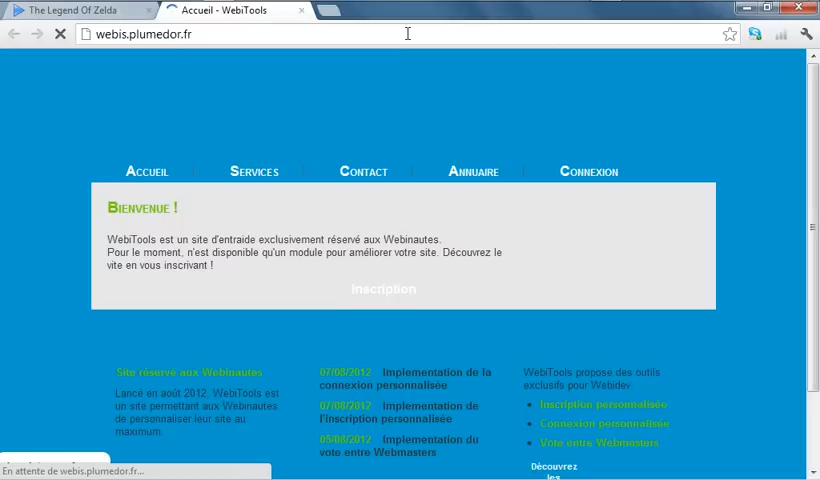 The Legend Of Zelda
Accueil - WebiTools
webis.plumedor.fr
Accueil Services Contact Annuaire Connexion
Bienvenue !
WebiTools est un site d'entraide exclusivement réservé aux Webinautes.
Pour le moment, n'est disponible qu'un module pour améliorer votre site. Découvrez le
vite en vous inscrivant !
Inscription
Site réservé aux Webinautes
Lancé en août 2012, WebiTools est
un site permettant aux Webinautes
de personnaliser leur site au
maximum.
07/08/2012 Implementation de la
connexion personnalisée
07/08/2012 Implementation de
l'inscription personnalisée
05/08/2012 Implementation du
vote entre Webmasters
WebiTools propose des outils
exclusifs pour Webidev.
Inscription personnalisée
Connexion personnalisée
Vote entre Webmasters
Découvrez
les
En attente de webis.plumedor.fr...